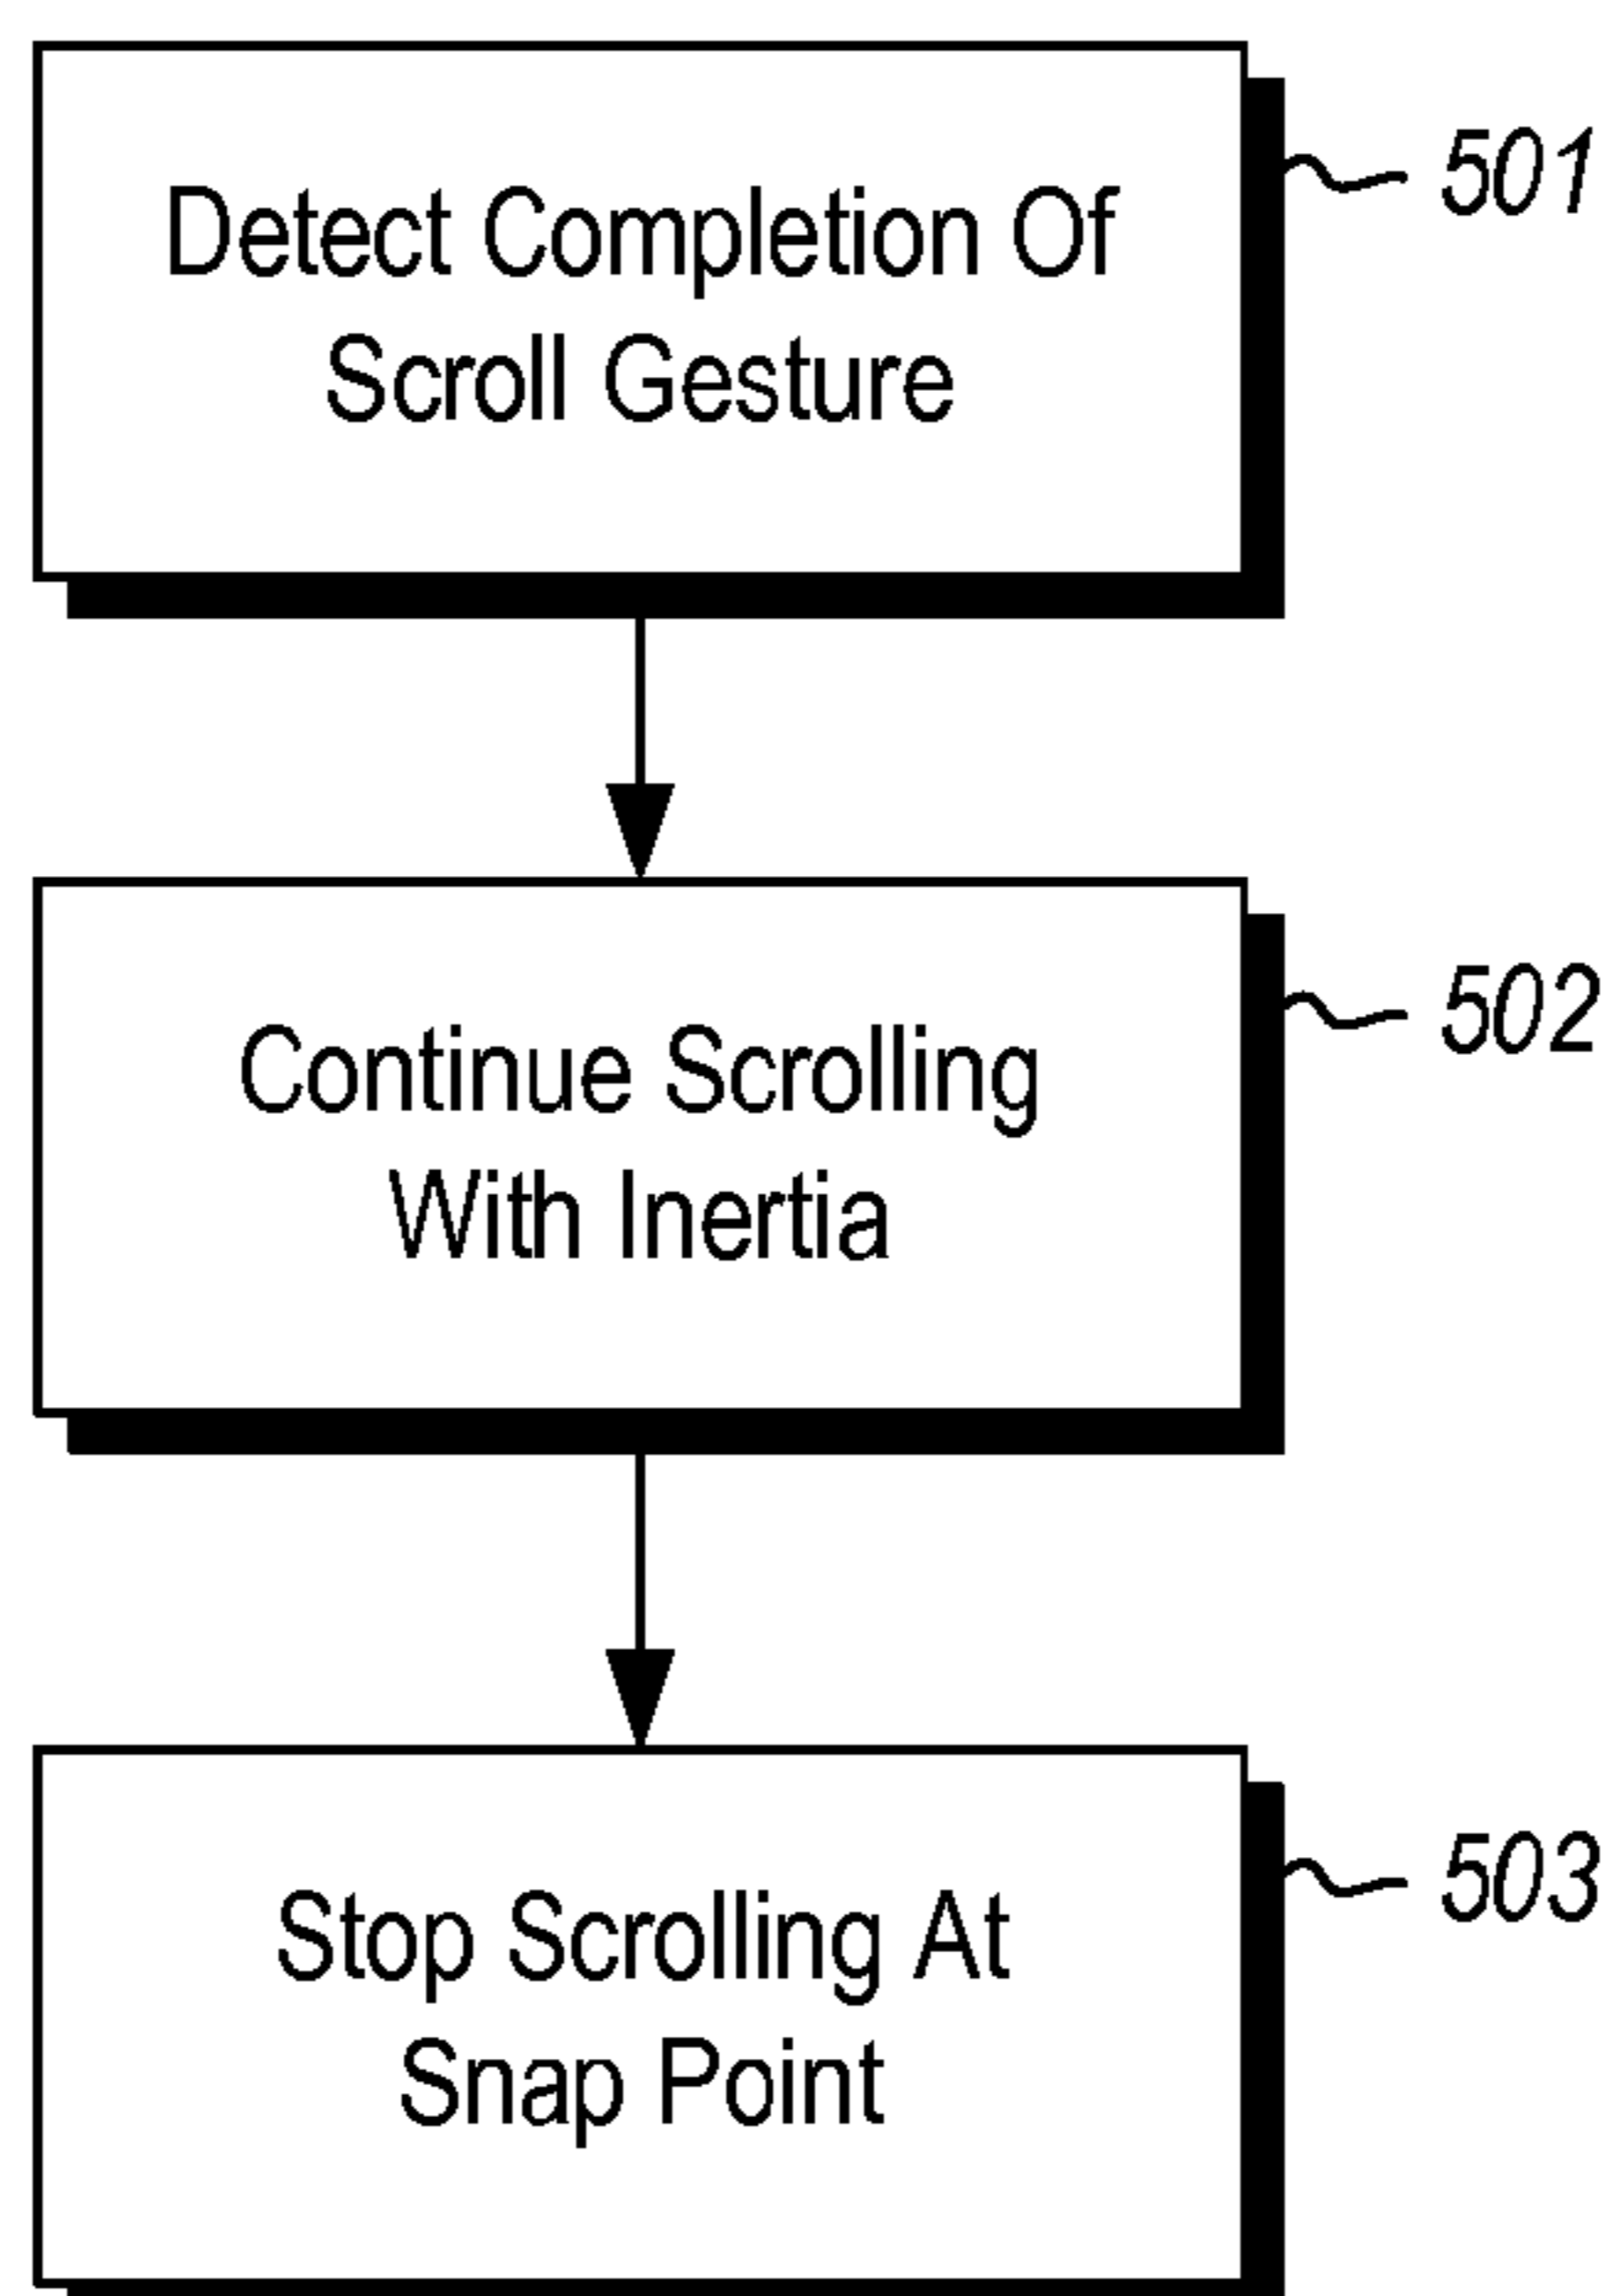 Detect Completion Of
Scroll Gesture
501
Continue Scrolling
With Inertia
502
Stop Scrolling At
Snap Point
503